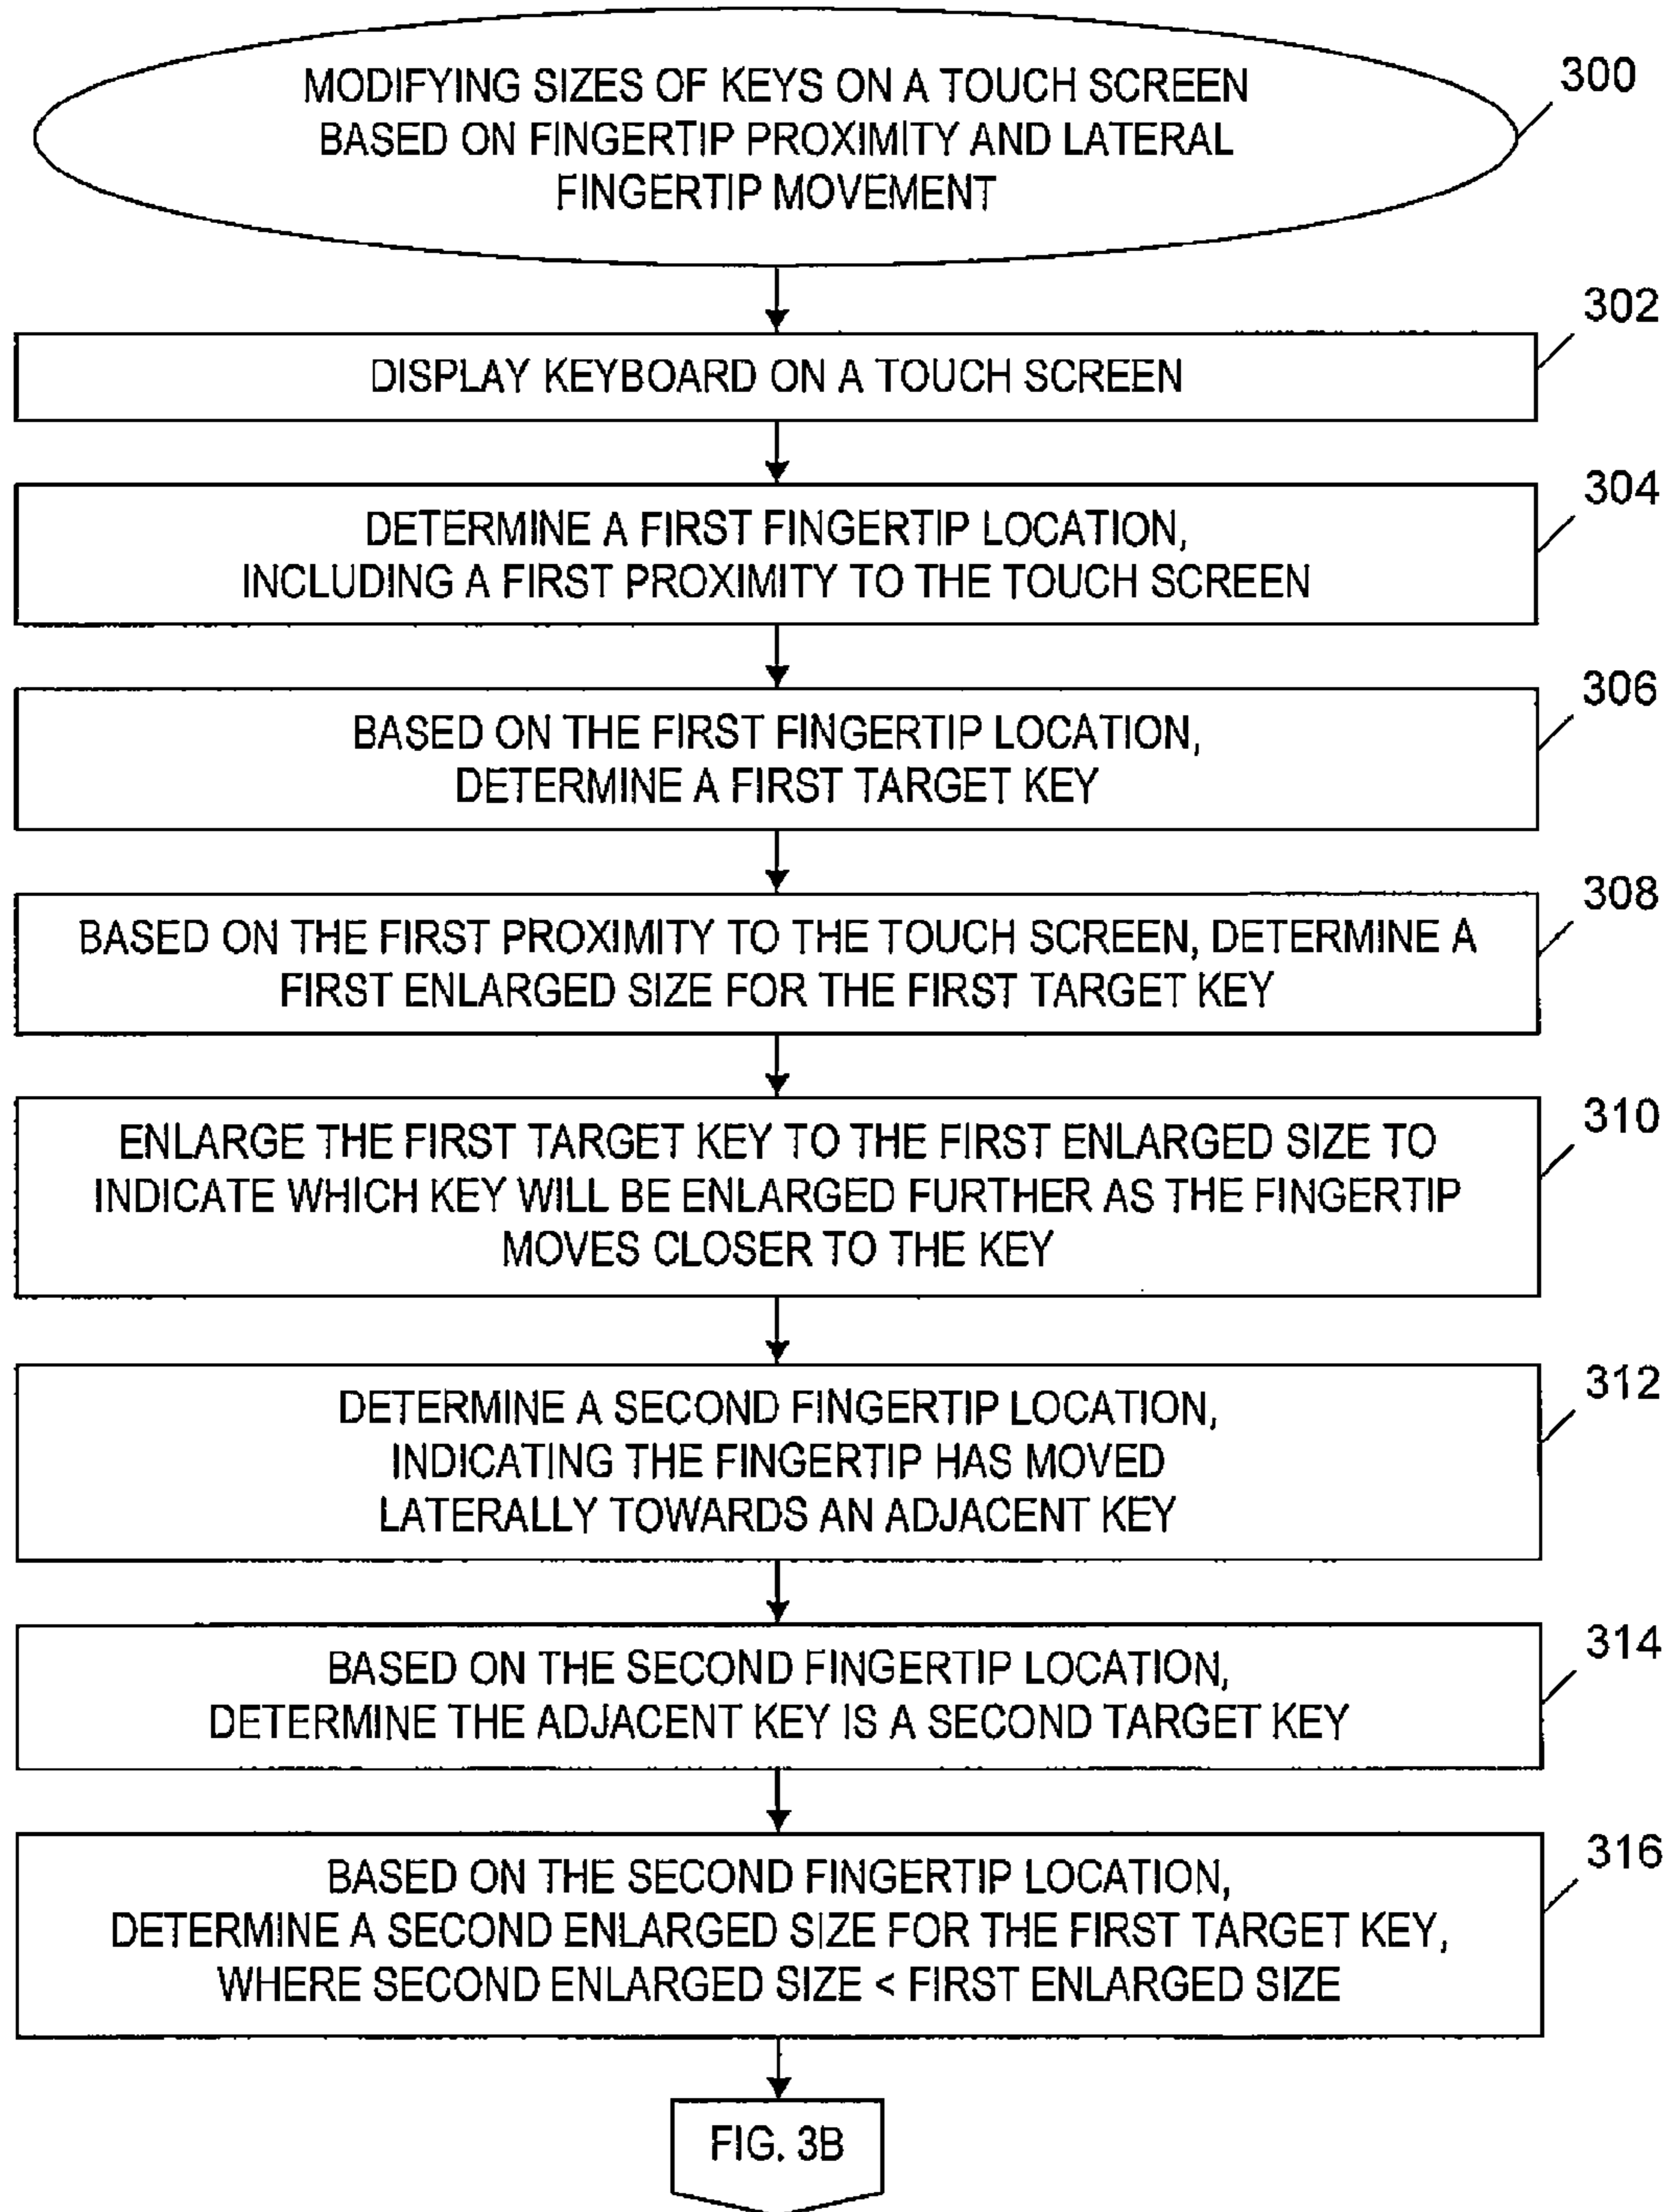 MODIFYING SIZES OF KEYS ON A TOUCH SCREEN
BASED ON FINGERTIP PROXIMITY AND LATERAL
FINGERTIP MOVEMENT
300
302
DISPLAY KEYBOARD ON A TOUCH SCREEN
304
DETERMINE A FIRST FINGERTIP LOCATION,
INCLUDING A FIRST PROXIMITY TO THE TOUCH SCREEN
306
BASED ON THE FIRST FINGERTIP LOCATION,
DETERMINE A FIRST TARGET KEY
308
BASED ON THE FIRST PROXIMITY TO THE TOUCH SCREEN, DETERMINE A
FIRST ENLARGED SIZE FOR THE FIRST TARGET KEY
310
ENLARGE THE FIRST TARGET KEY TO THE FIRST ENLARGED SIZE TO
INDICATE WHICH KEY WILL BE ENLARGED FURTHER AS THE FINGERTIP
MOVES CLOSER TO THE KEY
312
DETERMINE A SECOND FINGERTIP LOCATION,
INDICATING THE FINGERTIP HAS MOVED
LATERALLY TOWARDS AN ADJACENT KEY
314
BASED ON THE SECOND FINGERTIP LOCATION,
DETERMINE THE ADJACENT KEY IS A SECOND TARGET KEY
316
BASED ON THE SECOND FINGERTIP LOCATION,
DETERMINE A SECOND ENLARGED SIZE FOR THE FIRST TARGET KEY,
WHERE SECOND ENLARGED SIZE < FIRST ENLARGED SIZE
FIG. 3B